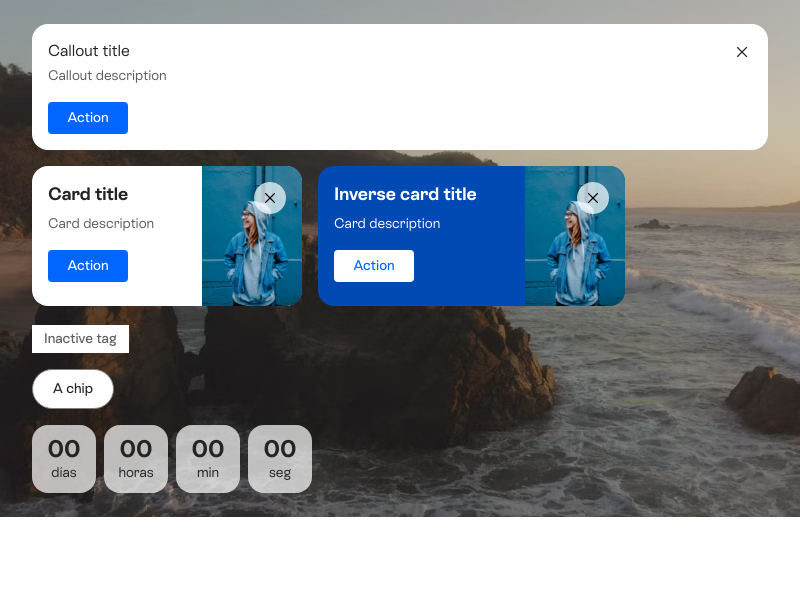 Callout title
Callout description
Action
Card title
Card description
Action
Inverse card title
Card description
Action
Inactive tag
A chip
00 00 00 00
días horas min seg